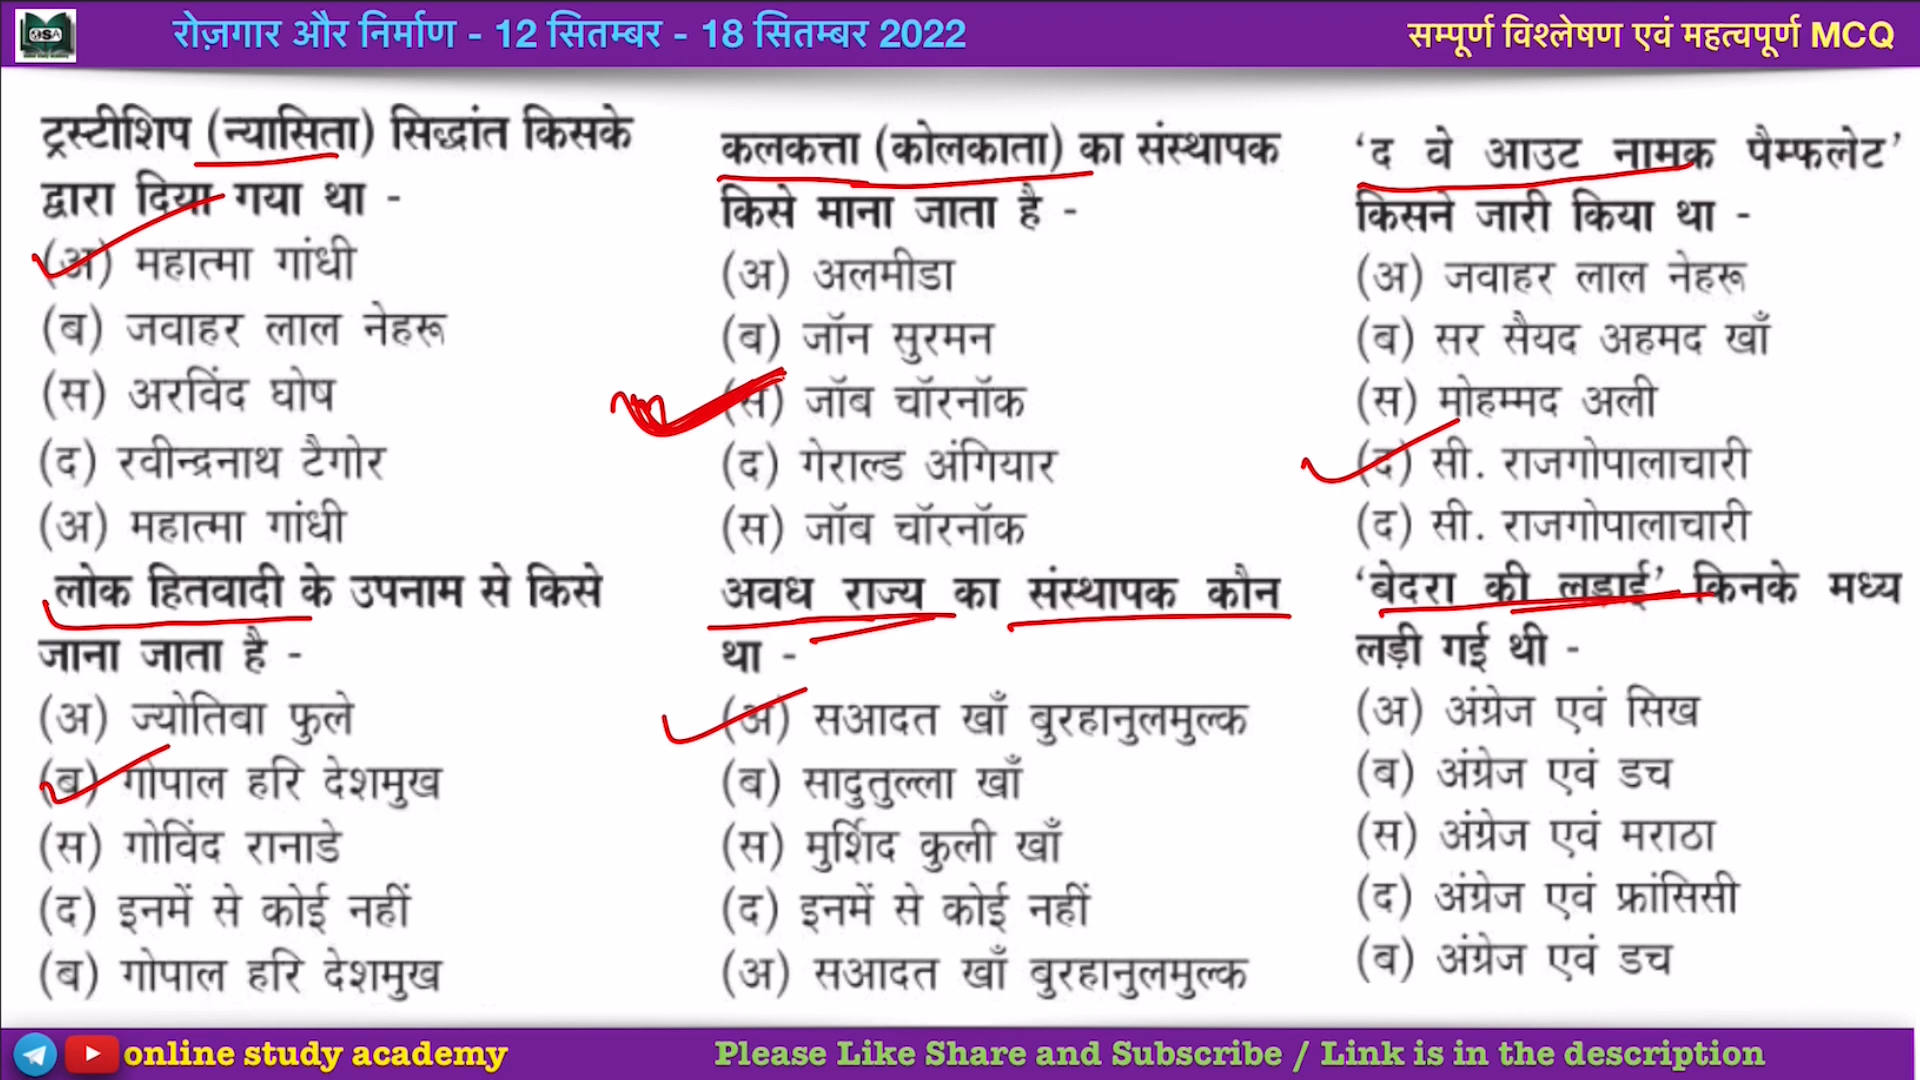 रोज़गार और निर्माण - 12 सितम्बर - 18 सितम्बर 2022
सम्पूर्ण विश्लेषण एवं महत्वपूर्ण MCQ
ट्रस्टीशिप (न्यासिता) सिद्धांत किसके
द्वारा दिया गया था -
(अ) महात्मा गांधी
(ब) जवाहर लाल नेहरू
(स) अरविंद घोष
(द) रवीन्द्रनाथ टैगोर
(अ) महात्मा गांधी
लोक हितवादी के उपनाम से किसे
जाना जाता है -
(अ) ज्योतिबा फुले
(ब) गोपाल हरि देशमुख
(स) गोविंद रानाडे
(द) इनमें से कोई नहीं
(ब) गोपाल हरि देशमुख
कलकत्ता (कोलकाता) का संस्थापक
किसे माना जाता है -
(अ) अलमीडा
(ब) जॉन सुरमन
(स) जॉब चॉरनॉक
(द) गेराल्ड अंगियार
(स) जॉब चॉरनॉक
अवध राज्य का संस्थापक कौन
था -
(अ) सआदत खाँ बुरहानुलमुल्क
(ब) सादुतुल्ला खाँ
(स) मुर्शिद कुली खाँ
(द) इनमें से कोई नहीं
(अ) सआदत खाँ बुरहानुलमुल्क
‘द वे आउट नामक पैम्फलेट’
किसने जारी किया था -
(अ) जवाहर लाल नेहरू
(ब) सर सैयद अहमद खाँ
(स) मोहम्मद अली
(द) सी. राजगोपालाचारी
(द) सी. राजगोपालाचारी
‘बेदरा की लड़ाई’ किनके मध्य
लड़ी गई थी -
(अ) अंग्रेज एवं सिख
(ब) अंग्रेज एवं डच
(स) अंग्रेज एवं मराठा
(द) अंग्रेज एवं फ्रांसिसी
(ब) अंग्रेज एवं डच
online study academy
Please Like Share and Subscribe / Link is in the description